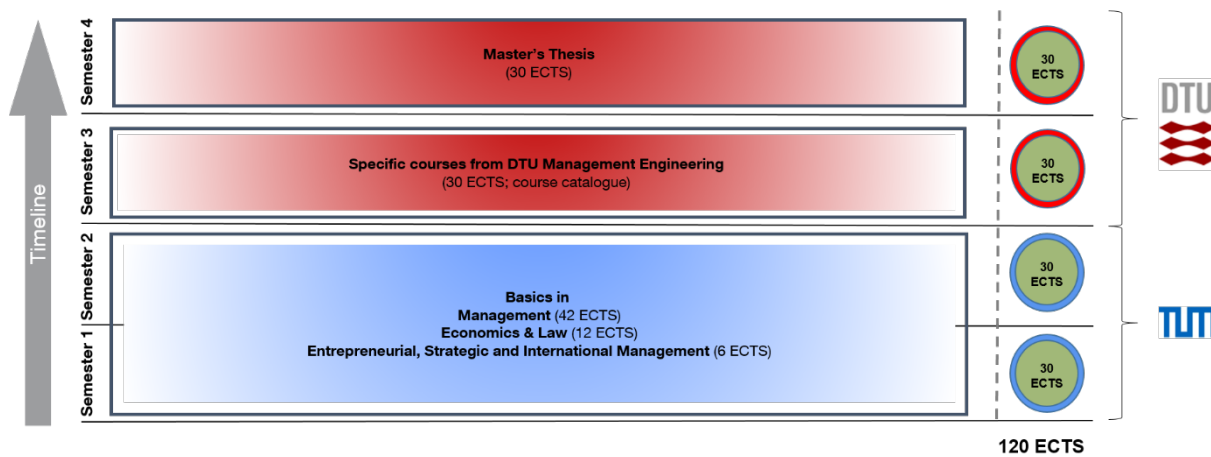 Timeline
Semester 4
Master's Thesis
(30 ECTS)
30
ECTS
Semester 3
Specific courses from DTU Management Engineering
(30 ECTS; course catalogue)
30
ECTS
DTU
Semester 2
30
ECTS
Basics in
Management (42 ECTS)
Economics & Law (12 ECTS)
Entrepreneurial, Strategic and International Management (6 ECTS)
Semester 1
30
ECTS
TUM
120 ECTS